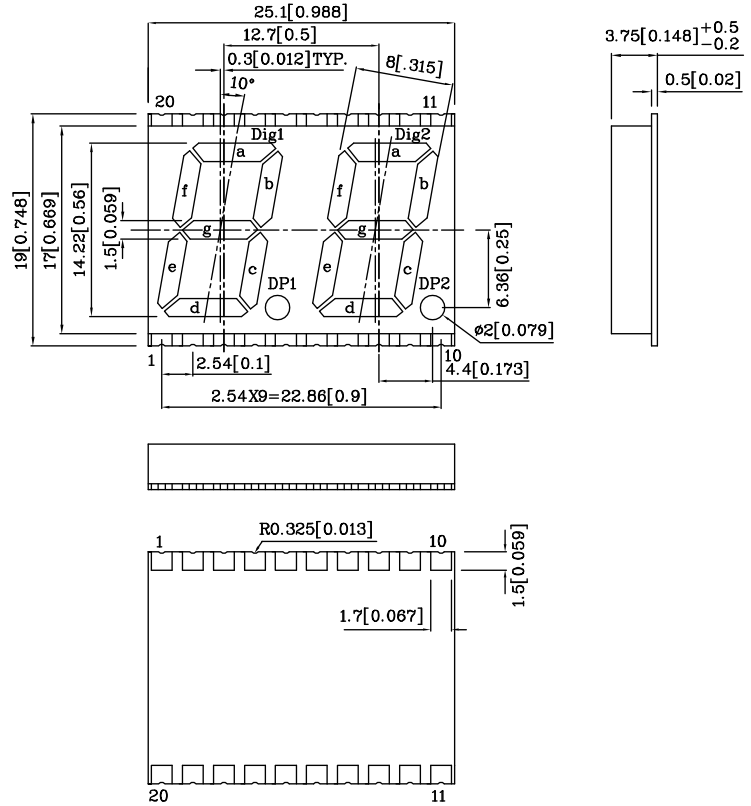 25.1[0.988]
12.7[0.5]
0.3[0.012]TYP.
8[.315]
10°
3.75[0.148]+0.5 −0.2
0.5[0.02]
20
11
Dig1
Dig2
a
a
f
b
f
b
g
g
e
c
e
c
DP1
DP2
d
d
19[0.748]
17[0.669]
14.22[0.56]
1.5[0.059]
6.36[0.25]
ø2[0.079]
1
10
2.54[0.1]
4.4[0.173]
2.54X9=22.86[0.9]
R0.325[0.013]
1
10
1.5[0.059]
1.7[0.067]
20
11